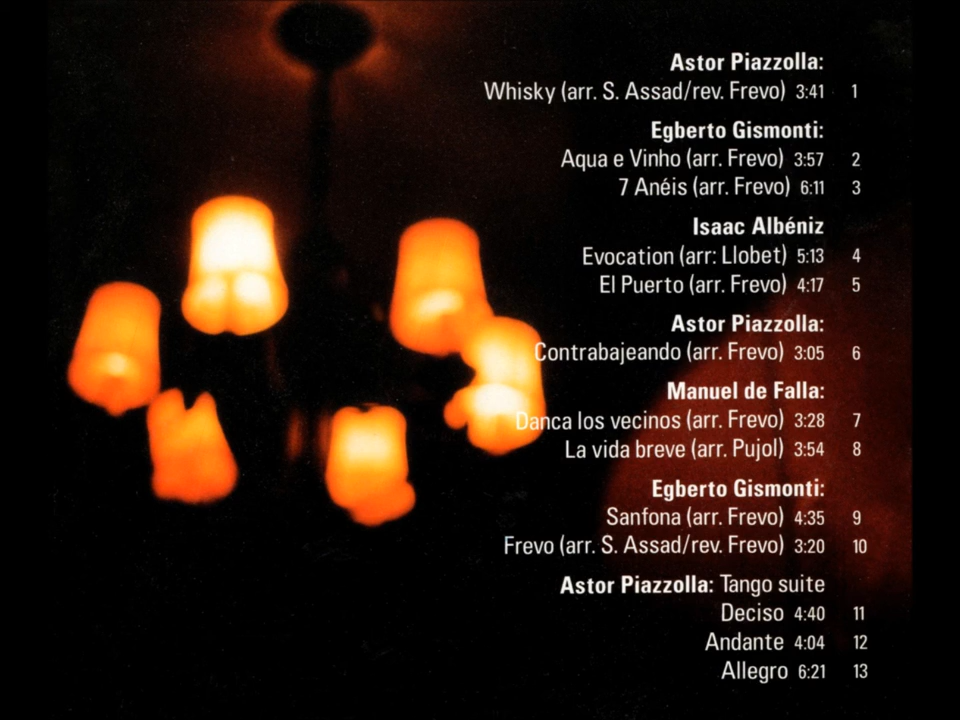 Astor Piazzolla:
Whisky (arr. S. Assad/rev. Frevo) 3:41 1
Egberto Gismonti:
Aqua e Vinho (arr. Frevo) 3:57 2
7 Anéis (arr. Frevo) 6:11 3
Isaac Albéniz
Evocation (arr: Llobet) 5:13 4
El Puerto (arr. Frevo) 4:17 5
Astor Piazzolla:
Contrabajeando (arr. Frevo) 3:05 6
Manuel de Falla:
Danca los vecinos (arr. Frevo) 3:28 7
La vida breve (arr. Pujol) 3:54 8
Egberto Gismonti:
Sanfona (arr. Frevo) 4:35 9
Frevo (arr. S. Assad/rev. Frevo) 3:20 10
Astor Piazzolla: Tango suite
Deciso 4:40 11
Andante 4:04 12
Allegro 6:21 13